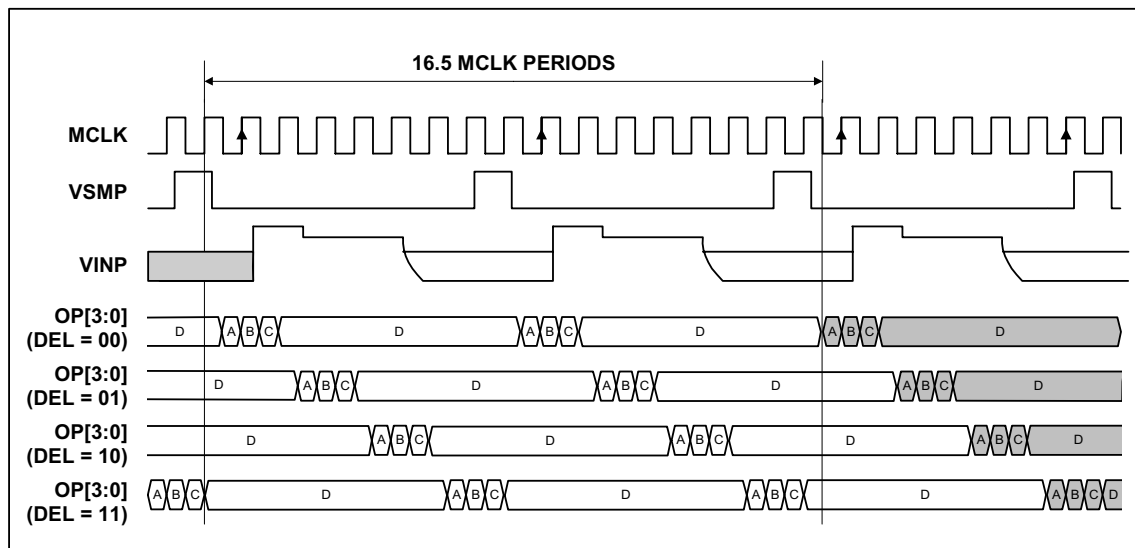 16.5 MCLK PERIODS
MCLK
VSMP
VINP
OP[3:0]
(DEL = 00)
D A B C D A B C D A B C D
OP[3:0]
(DEL = 01)
D A B C D A B C D A B C D
OP[3:0]
(DEL = 10)
D A B C D A B C D A B C D
OP[3:0]
(DEL = 11)
A B C D A B C D A B C D A B C D